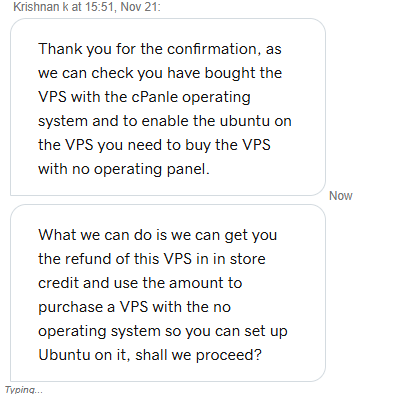 Krishnan k at 15:51, Nov 21:
Thank you for the confirmation, as
we can check you have bought the
VPS with the cPanle operating
system and to enable the ubuntu on
the VPS you need to buy the VPS
with no operating panel.
Now
What we can do is we can get you
the refund of this VPS in in store
credit and use the amount to
purchase a VPS with the no
operating system so you can set up
Ubuntu on it, shall we proceed?
Typing...